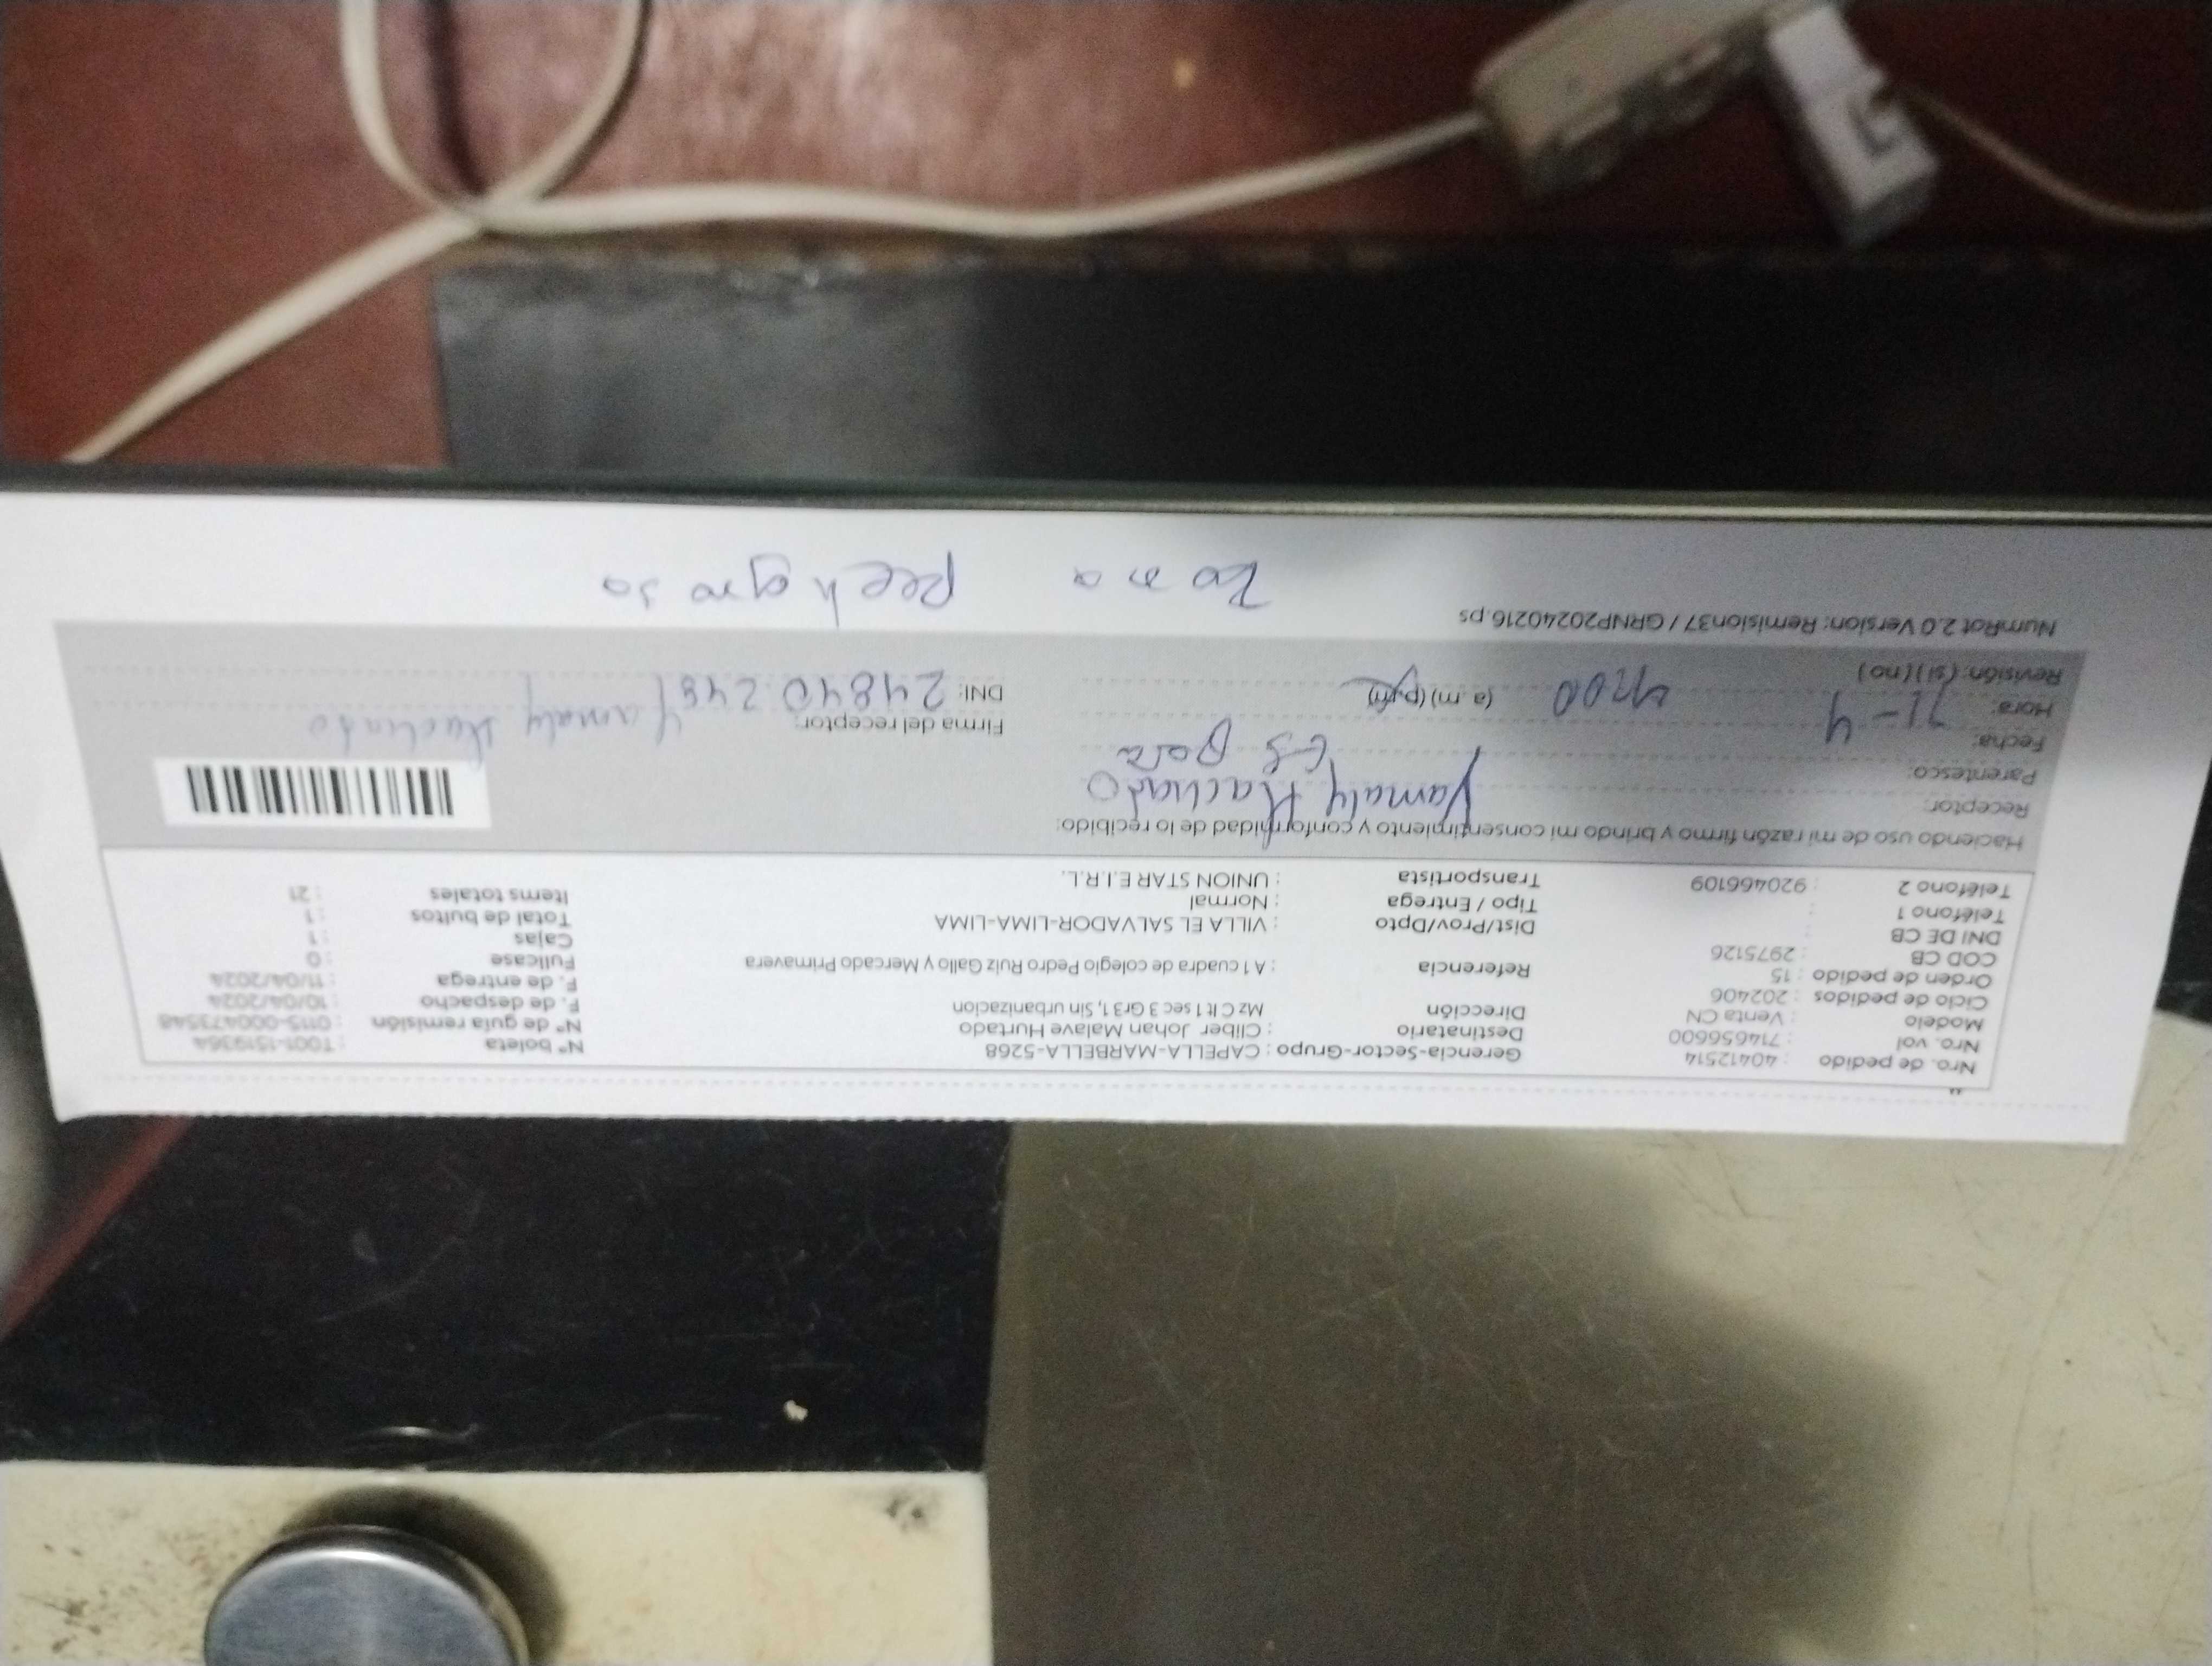 Nro. de pedido : 40412514
Nro. vol : 714656600
Modelo : Venta CN
Ciclo de pedidos : 202406
Orden de pedido : 15
COD CB : 2975126
DNI DE CB :
Teléfono 1 :
Teléfono 2 : 920466109
Gerencia-Sector-Grupo : CAPELLA-MARBELLA-5268
Destinatario : Cliber Johan Malave Hurtado
Dirección Mz C lt 1 sec 3 Gr31, Sin urbanizacion
Referencia : A 1 cuadra de colegio Pedro Ruiz Gallo y Mercado Primavera
Dist/Prov/Dpto : VILLA EL SALVADOR-LIMA-LIMA
Tipo / Entrega : Normal
Transportista : UNION STAR E.I.R.L.
N° boleta : T001-1519364
N° de guía remisión : 0115-000473548
F. de despacho : 10/04/2024
F. de entrega : 11/04/2024
Fullcase : 0
Cajas : 1
Total de bultos : 1
Items totales : 21
Haciendo uso de mi razón firmo y brindo mi consentimiento y conformidad de lo recibido:
Receptor: Yamaly Machado
Parentesco:
Fecha: 11-4
Hora: (a.m) (p.m)
Revisión: (si) (no)
Firma del receptor: Yamaly Machado
DNI:
NumRot 2.0 Version: Remision37 / GRNP20240216.ps
Zona